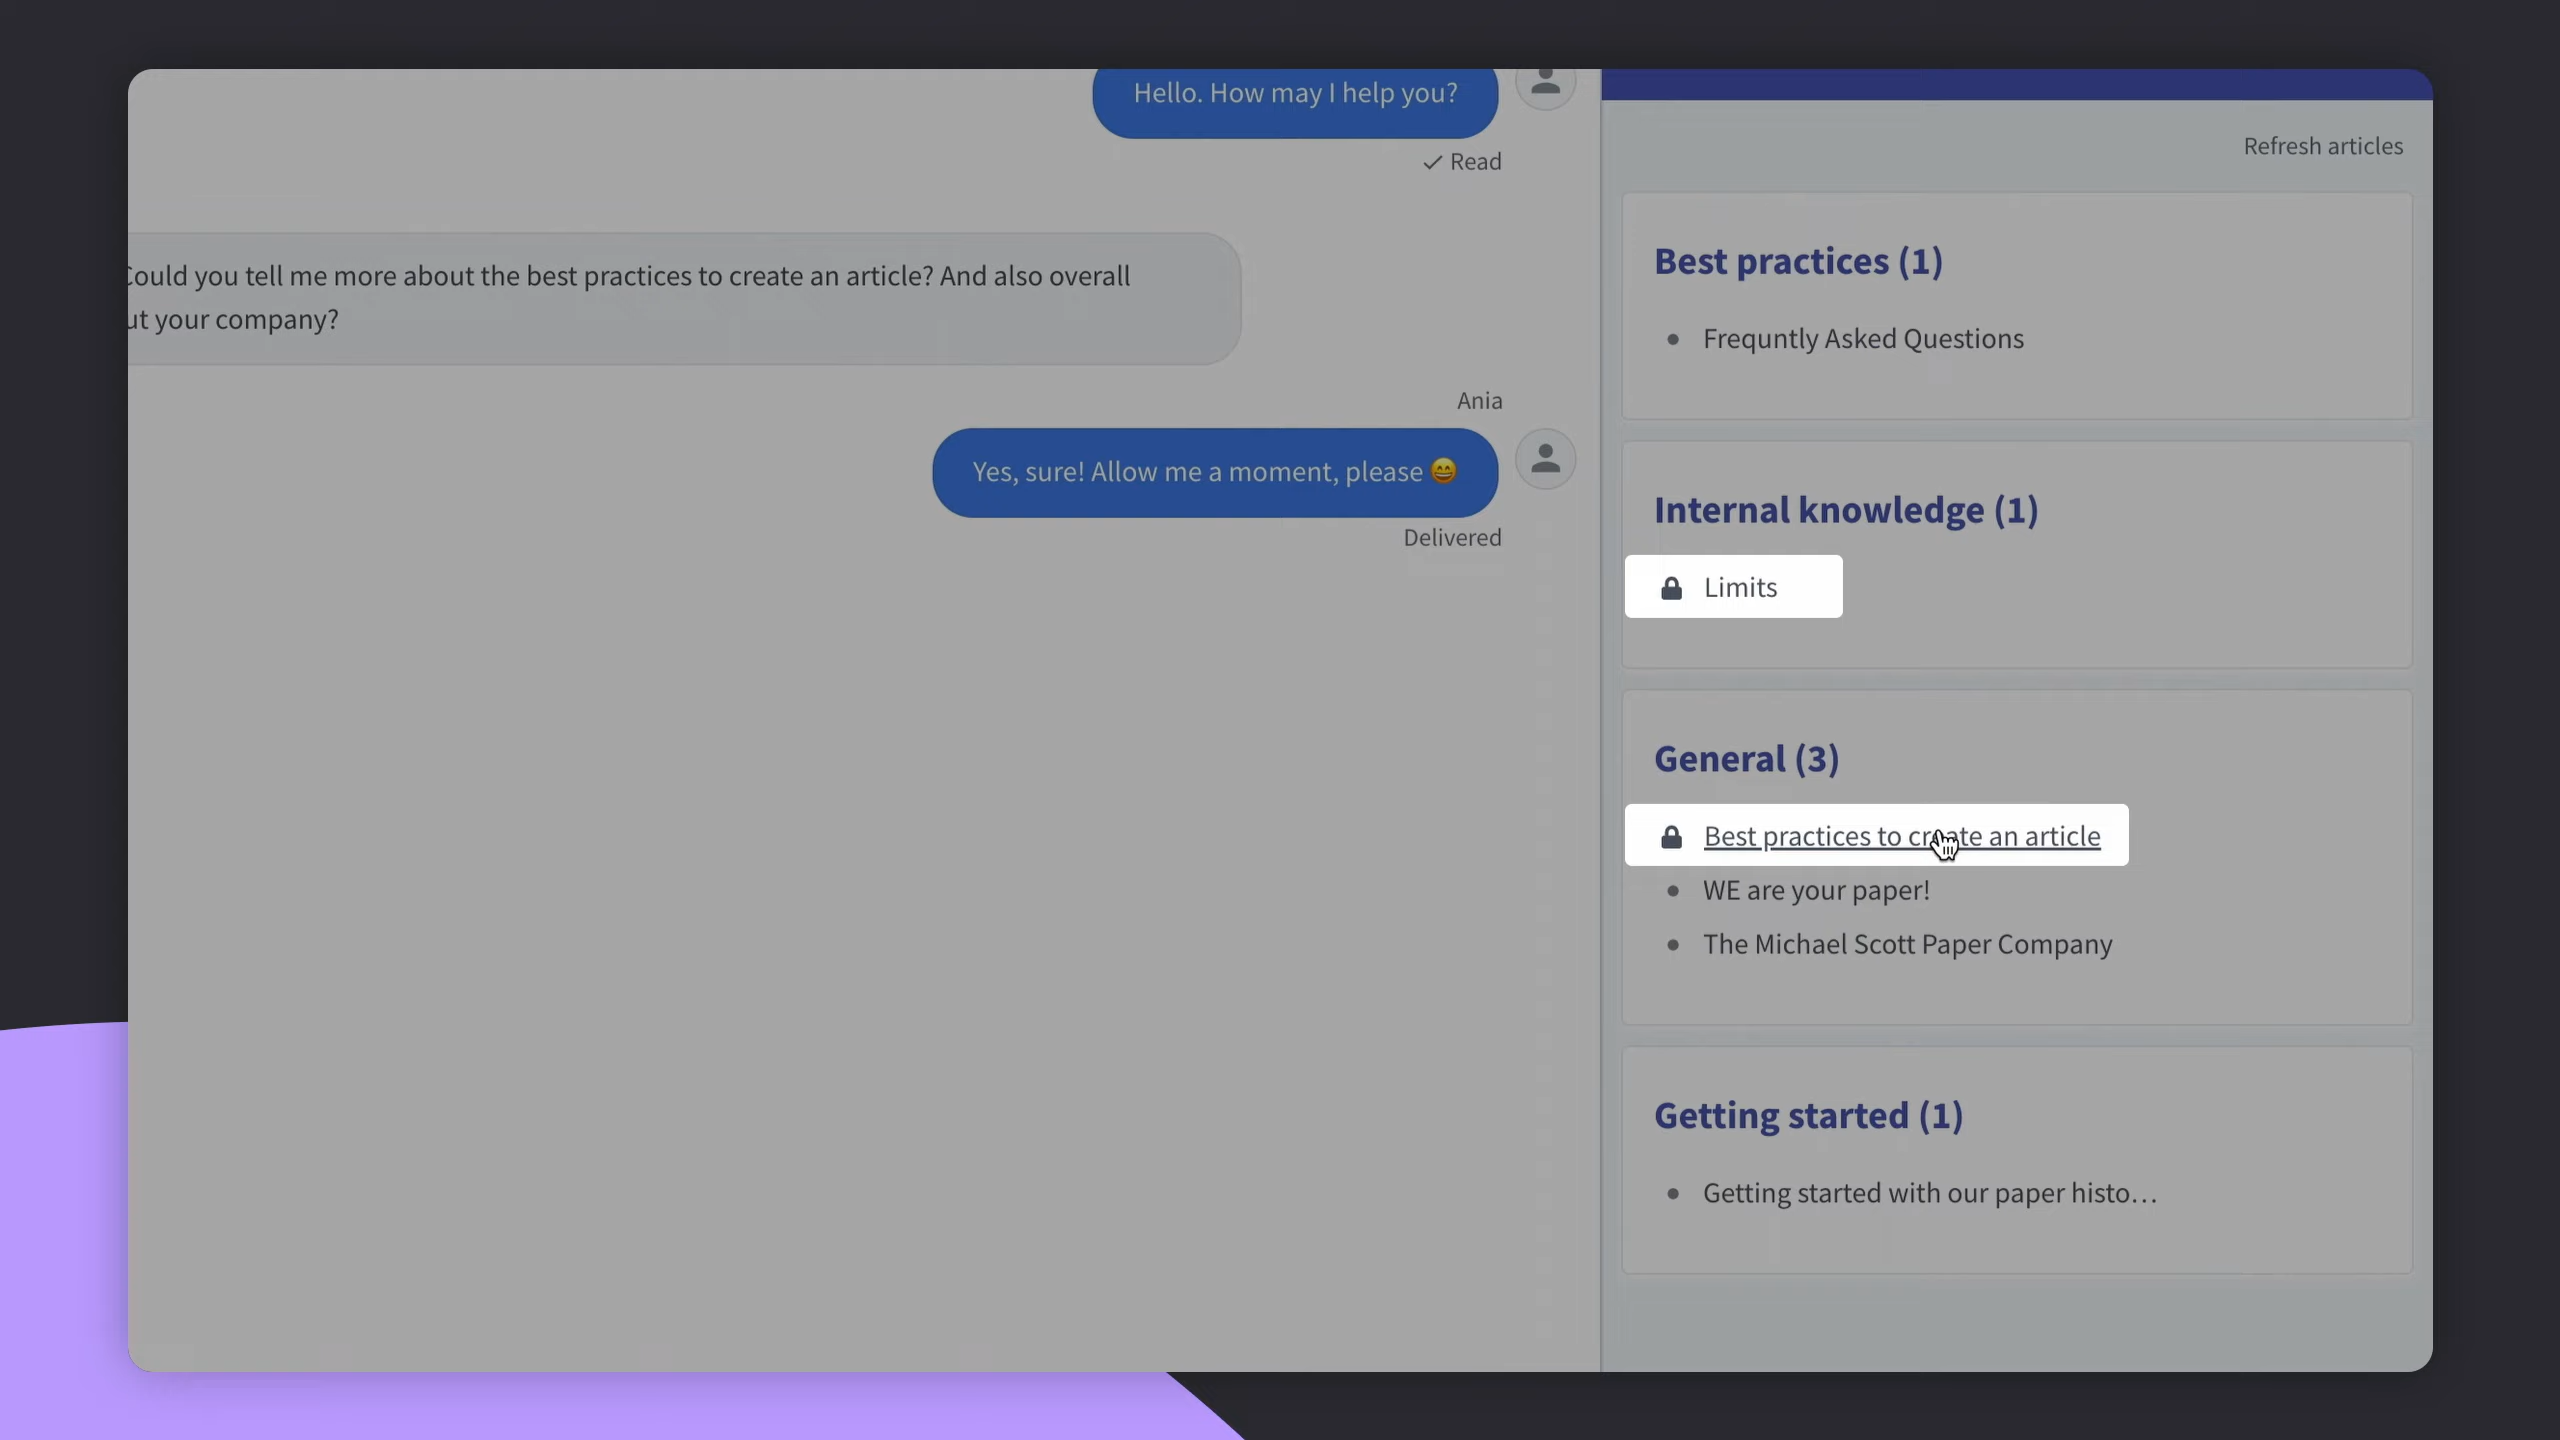 Hello. How may I help you?
Read
Could you tell me more about the best practices to create an article? And also overall
your company?
Ania
Yes, sure! Allow me a moment, please 😄
Delivered
Refresh articles
Best practices (1)
Frequntly Asked Questions
Internal knowledge (1)
Limits
General (3)
Best practices to create an article
WE are your paper!
The Michael Scott Paper Company
Getting started (1)
Getting started with our paper histo…